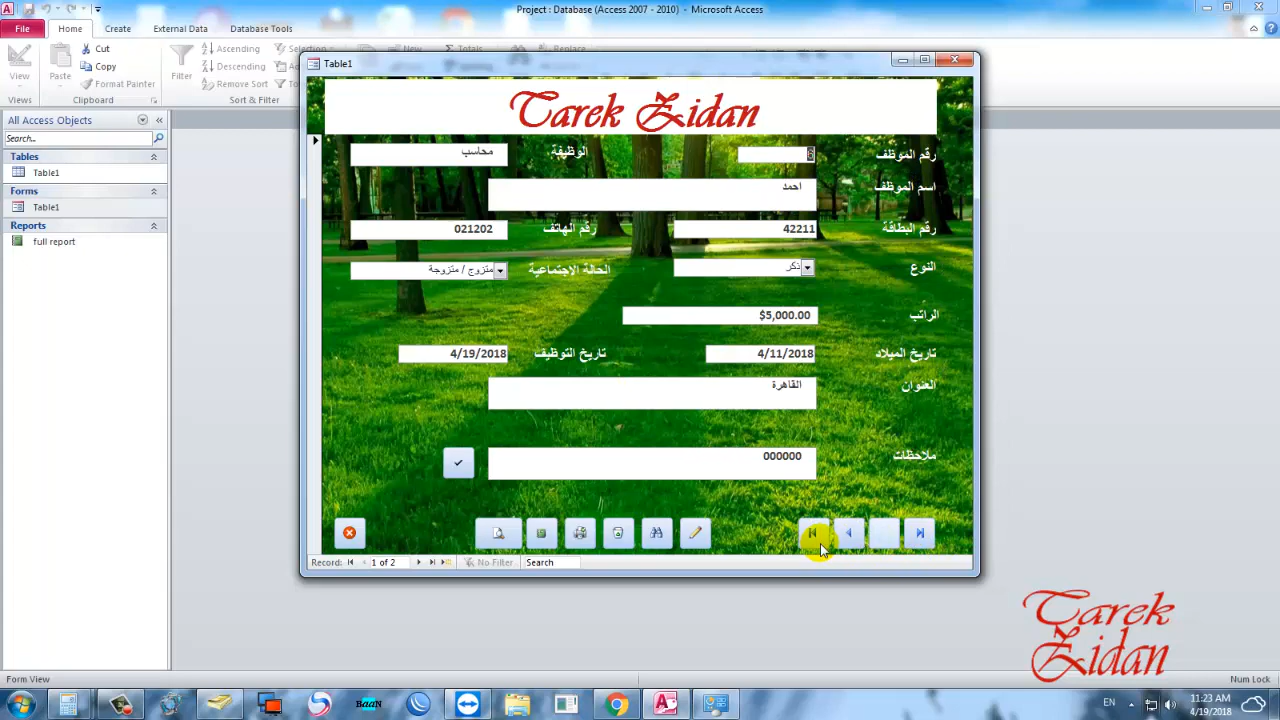 Project : Database (Access 2007 - 2010) - Microsoft Access
File
Home
Create
External Data
Database Tools
View
Views
Paste
Cut
Copy
Format Painter
Clipboard
Filter
Ascending
Descending
Remove Sort
Sort & Filter
Selection
New
Totals
Replace
All Access Objects
Search...
Tables
Table1
Forms
Table1
Reports
full report
Table1
Tarek Zidan
رقم الموظف
الوظيفة
محاسب
اسم الموظف
احمد
رقم البطاقة
42211
رقم الهاتف
021202
النوع
ذكر
الحالة الاجتماعية
متزوج / متزوجة
الراتب
$5,000.00
تاريخ الميلاد
4/11/2018
تاريخ التوظيف
4/19/2018
العنوان
القاهرة
ملاحظات
000000
Record:
1 of 2
No Filter
Search
Tarek
Zidan
Form View
Num Lock
BaaN
EN
11:23 AM
4/19/2018